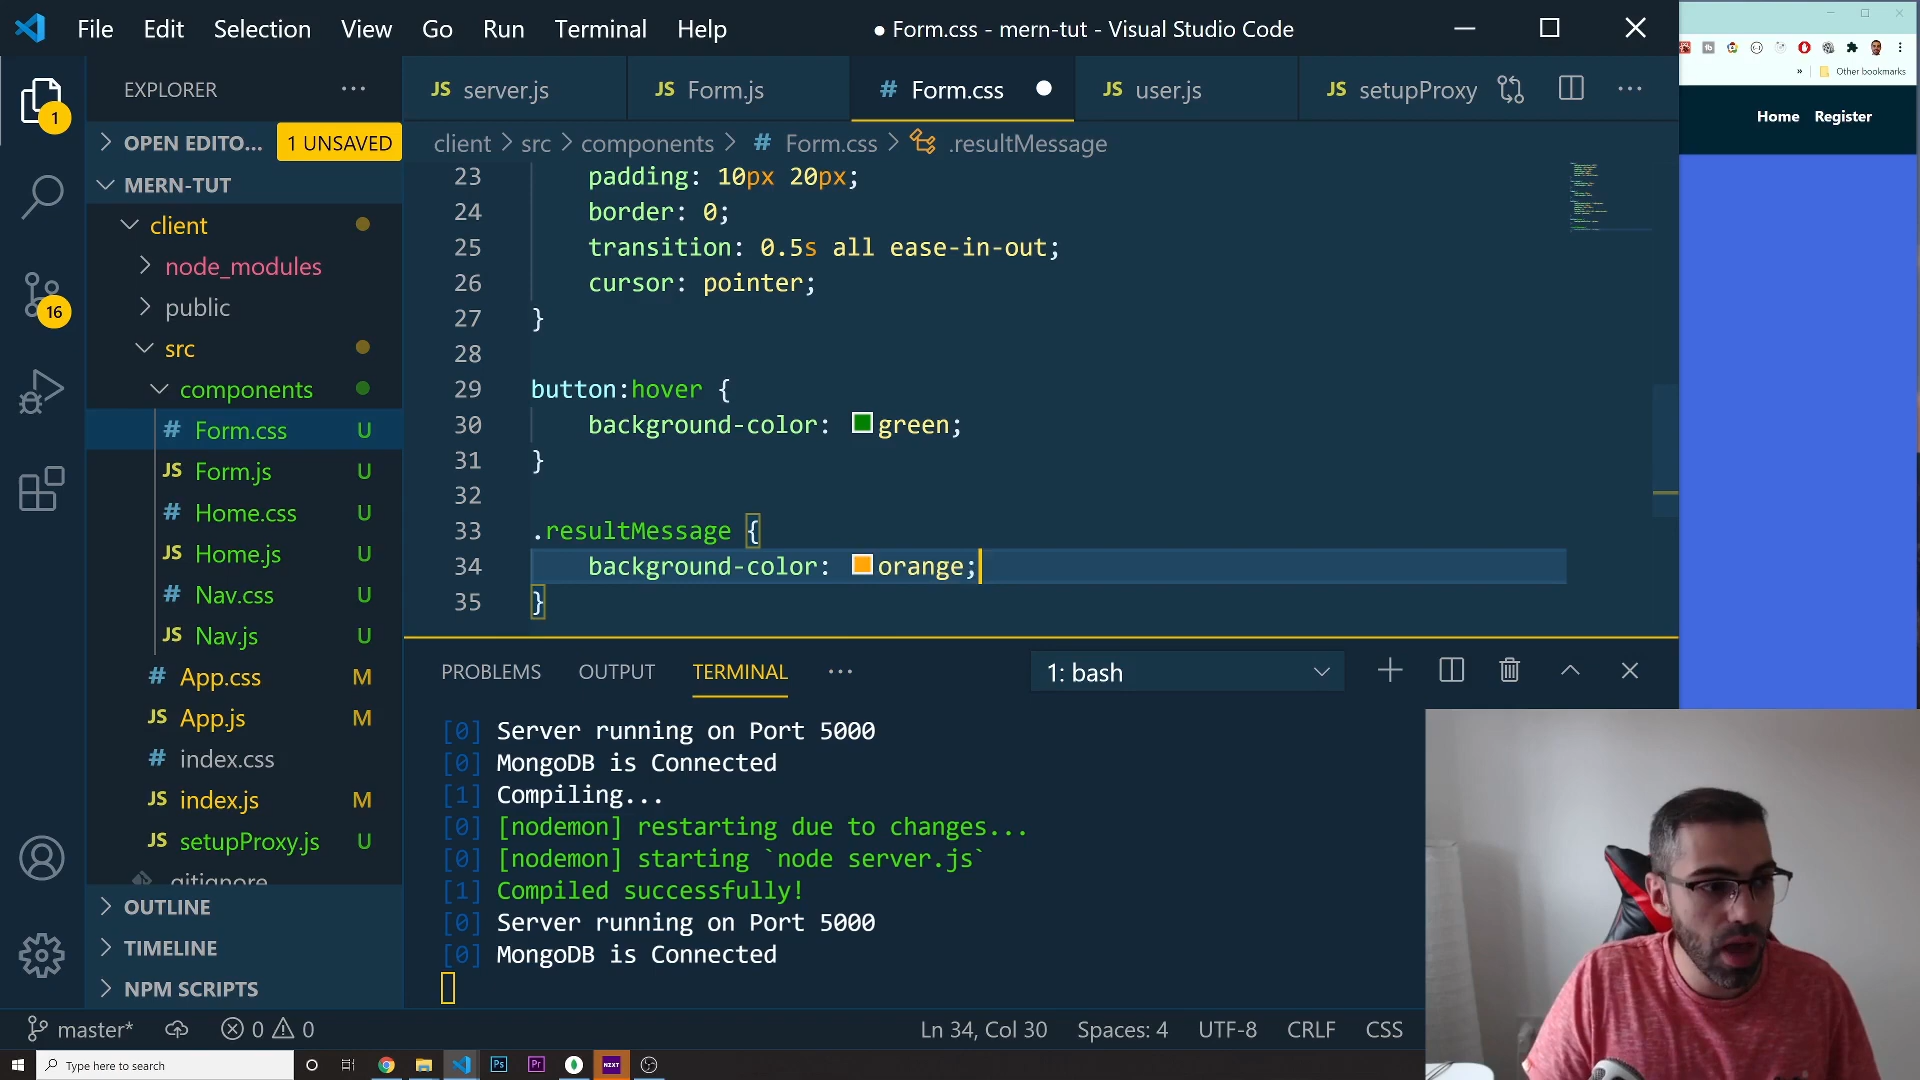 File Edit Selection View Go Run Terminal Help
● Form.css - mern-tut - Visual Studio Code
Other bookmarks
Home Register
EXPLORER
OPEN EDITO... 1 UNSAVED
MERN-TUT
client
node_modules
public
src
components
# Form.css U
JS Form.js U
# Home.css U
JS Home.js U
# Nav.css U
JS Nav.js U
# App.css M
JS App.js M
# index.css
JS index.js M
JS setupProxy.js U
.gitignore
OUTLINE
TIMELINE
NPM SCRIPTS
1
16
JS server.js JS Form.js # Form.css JS user.js JS setupProxy
client > src > components > # Form.css > .resultMessage
23 padding: 10px 20px;
24 border: 0;
25 transition: 0.5s all ease-in-out;
26 cursor: pointer;
27 }
28
29 button:hover {
30 background-color: green;
31 }
32
33 .resultMessage {
34 background-color: orange;
35 }
PROBLEMS OUTPUT TERMINAL ... 1: bash
[0] Server running on Port 5000
[0] MongoDB is Connected
[1] Compiling...
[0] [nodemon] restarting due to changes...
[0] [nodemon] starting `node server.js`
[1] Compiled successfully!
[0] Server running on Port 5000
[0] MongoDB is Connected
master* 0 0 Ln 34, Col 30 Spaces: 4 UTF-8 CRLF CSS
Type here to search
Ps Pr NZXT